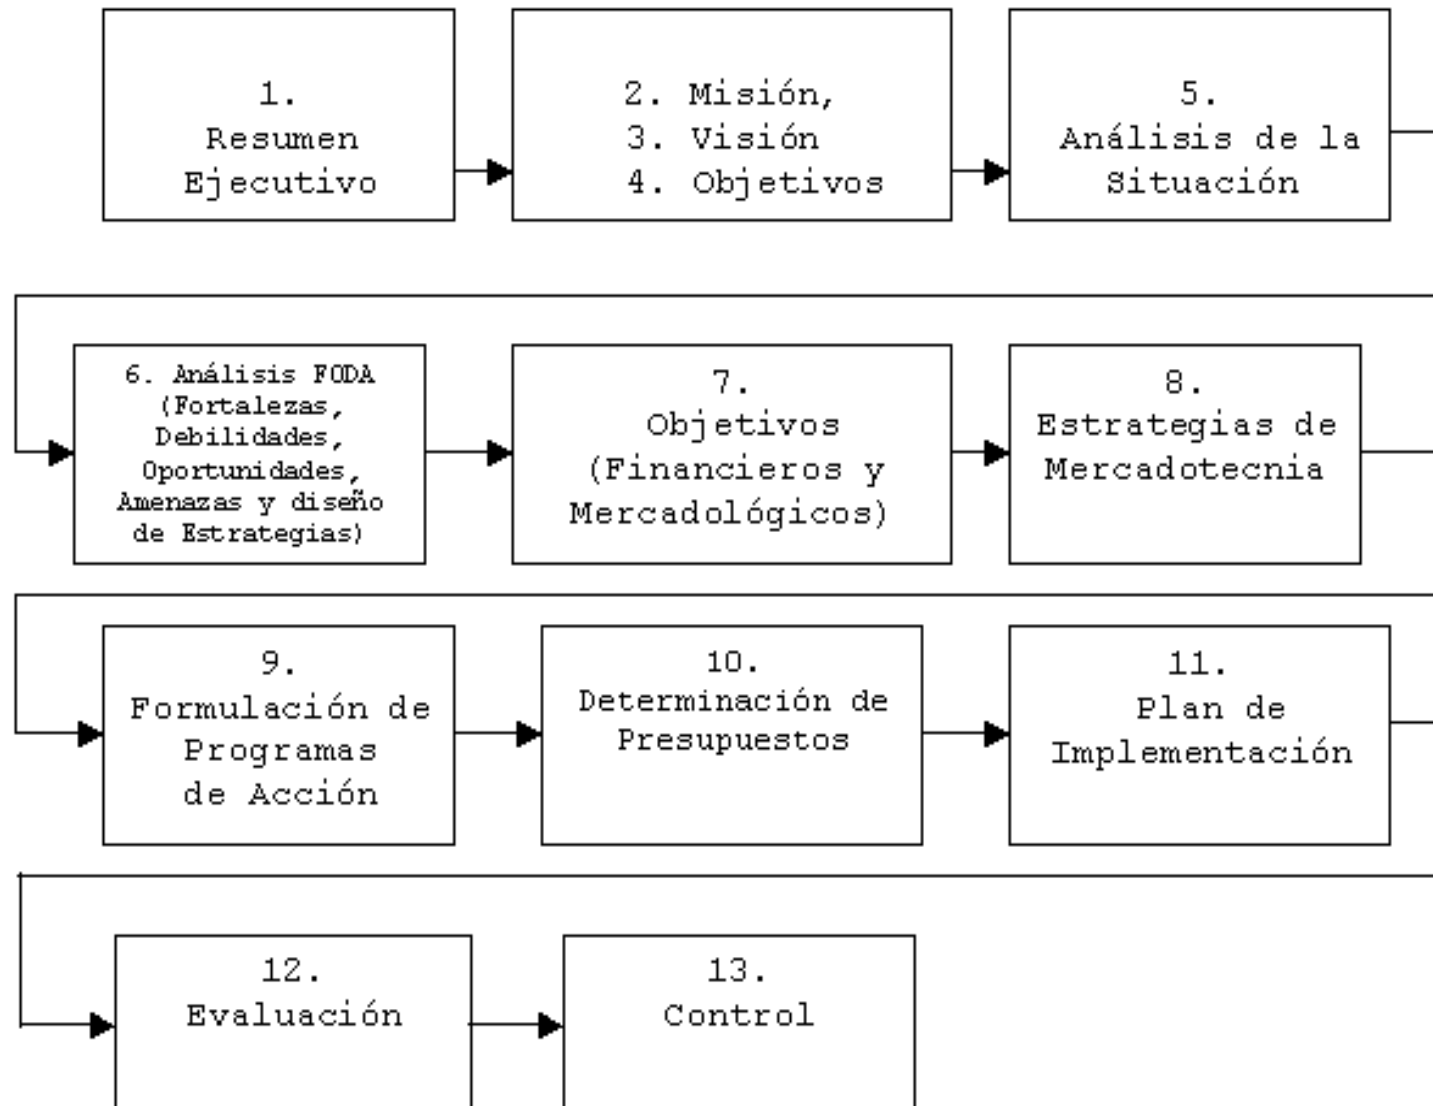 1.
Resumen
Ejecutivo
2. Misión,
3. Visión
4. Objetivos
5.
Análisis de la
Situación
6. Análisis FODA
(Fortalezas,
Debilidades,
Oportunidades,
Amenazas y diseño
de Estrategias)
7.
Objetivos
(Financieros y
Mercadológicos)
8.
Estrategias de
Mercadotecnia
9.
Formulación de
Programas
de Acción
10.
Determinación de
Presupuestos
11.
Plan de
Implementación
12.
Evaluación
13.
Control